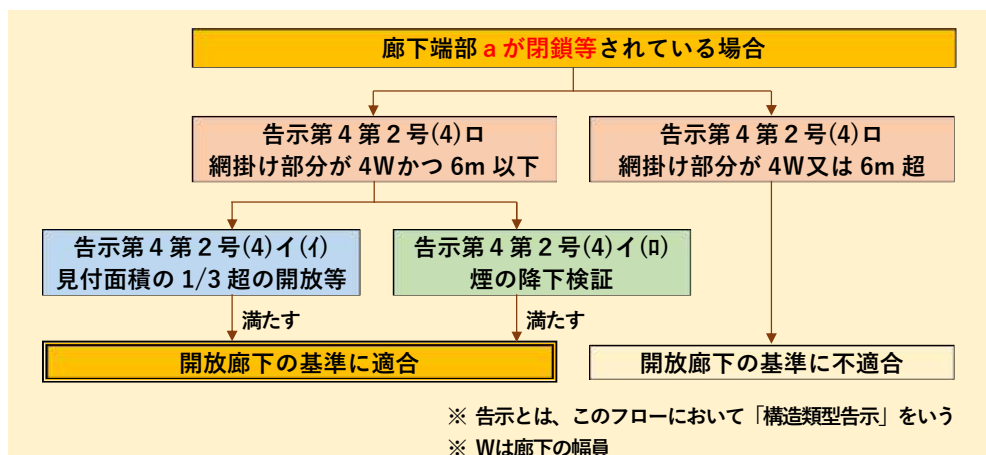 廊下端部ａが閉鎖等されている場合
告示第４第２号(4)ロ
網掛け部分が 4Wかつ 6m 以下
告示第４第２号(4)ロ
網掛け部分が 4W又は 6m 超
告示第４第２号(4)イ(ｲ)
見付面積の 1/3 超の開放等
告示第４第２号(4)イ(ﾛ)
煙の降下検証
満たす
満たす
開放廊下の基準に適合
開放廊下の基準に不適合
※ 告示とは、このフローにおいて「構造類型告示」をいう
※ Wは廊下の幅員